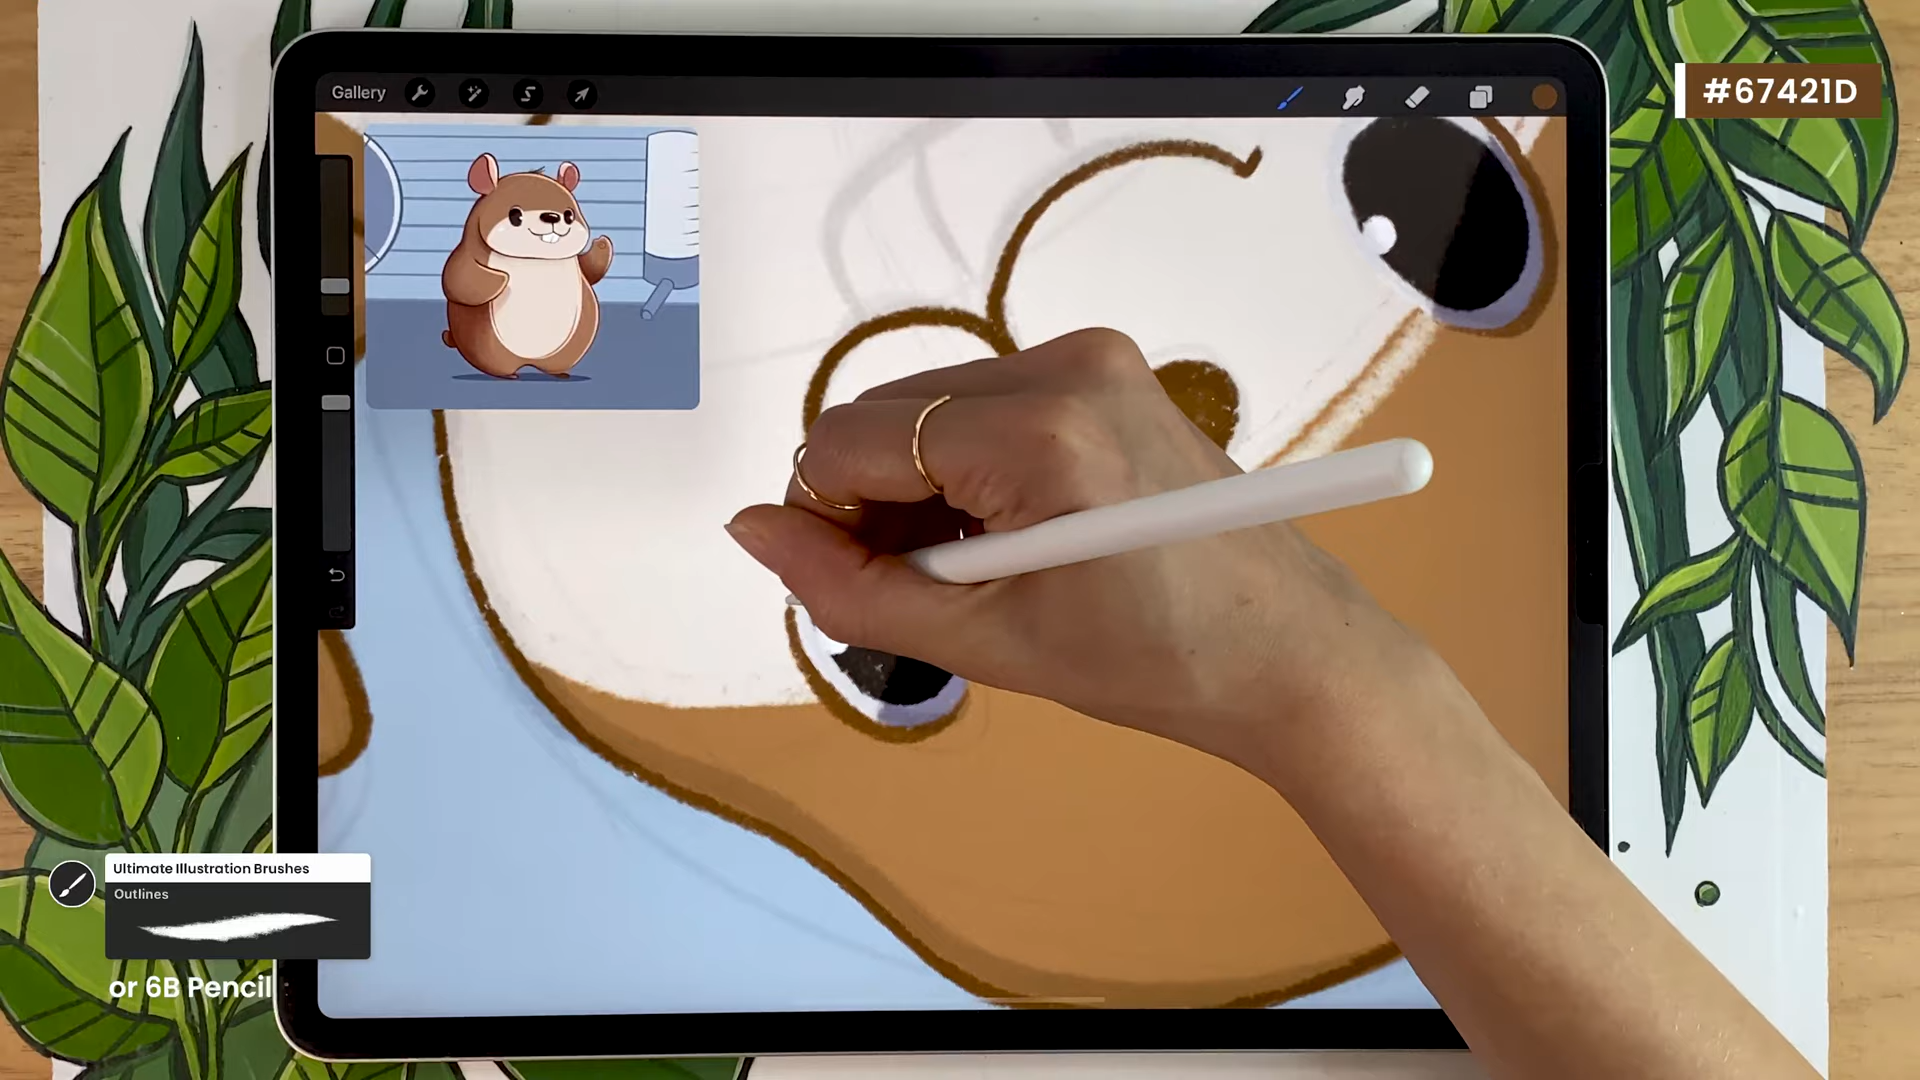 Gallery
#67421D
Ultimate Illustration Brushes
Outlines
or 6B Pencil